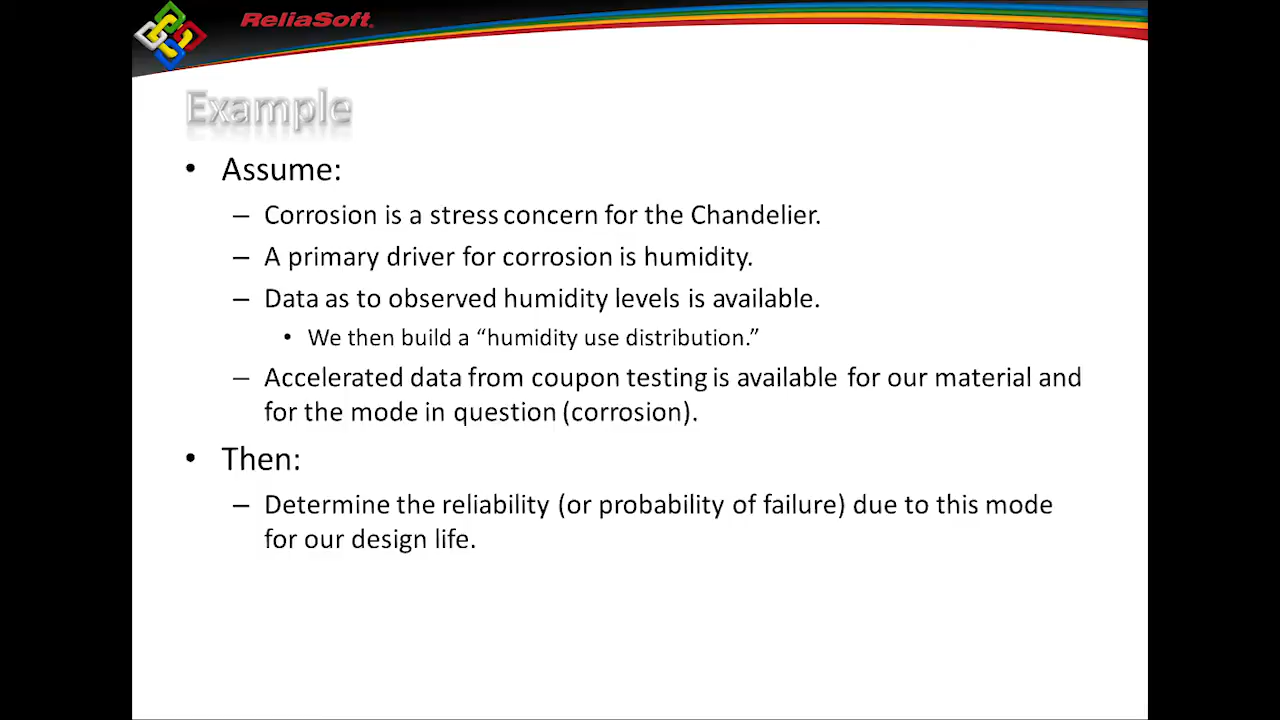 ReliaSoft.
Example
• Assume:
– Corrosion is a stress concern for the Chandelier.
– A primary driver for corrosion is humidity.
– Data as to observed humidity levels is available.
• We then build a “humidity use distribution.”
– Accelerated data from coupon testing is available for our material and
for the mode in question (corrosion).
• Then:
– Determine the reliability (or probability of failure) due to this mode
for our design life.